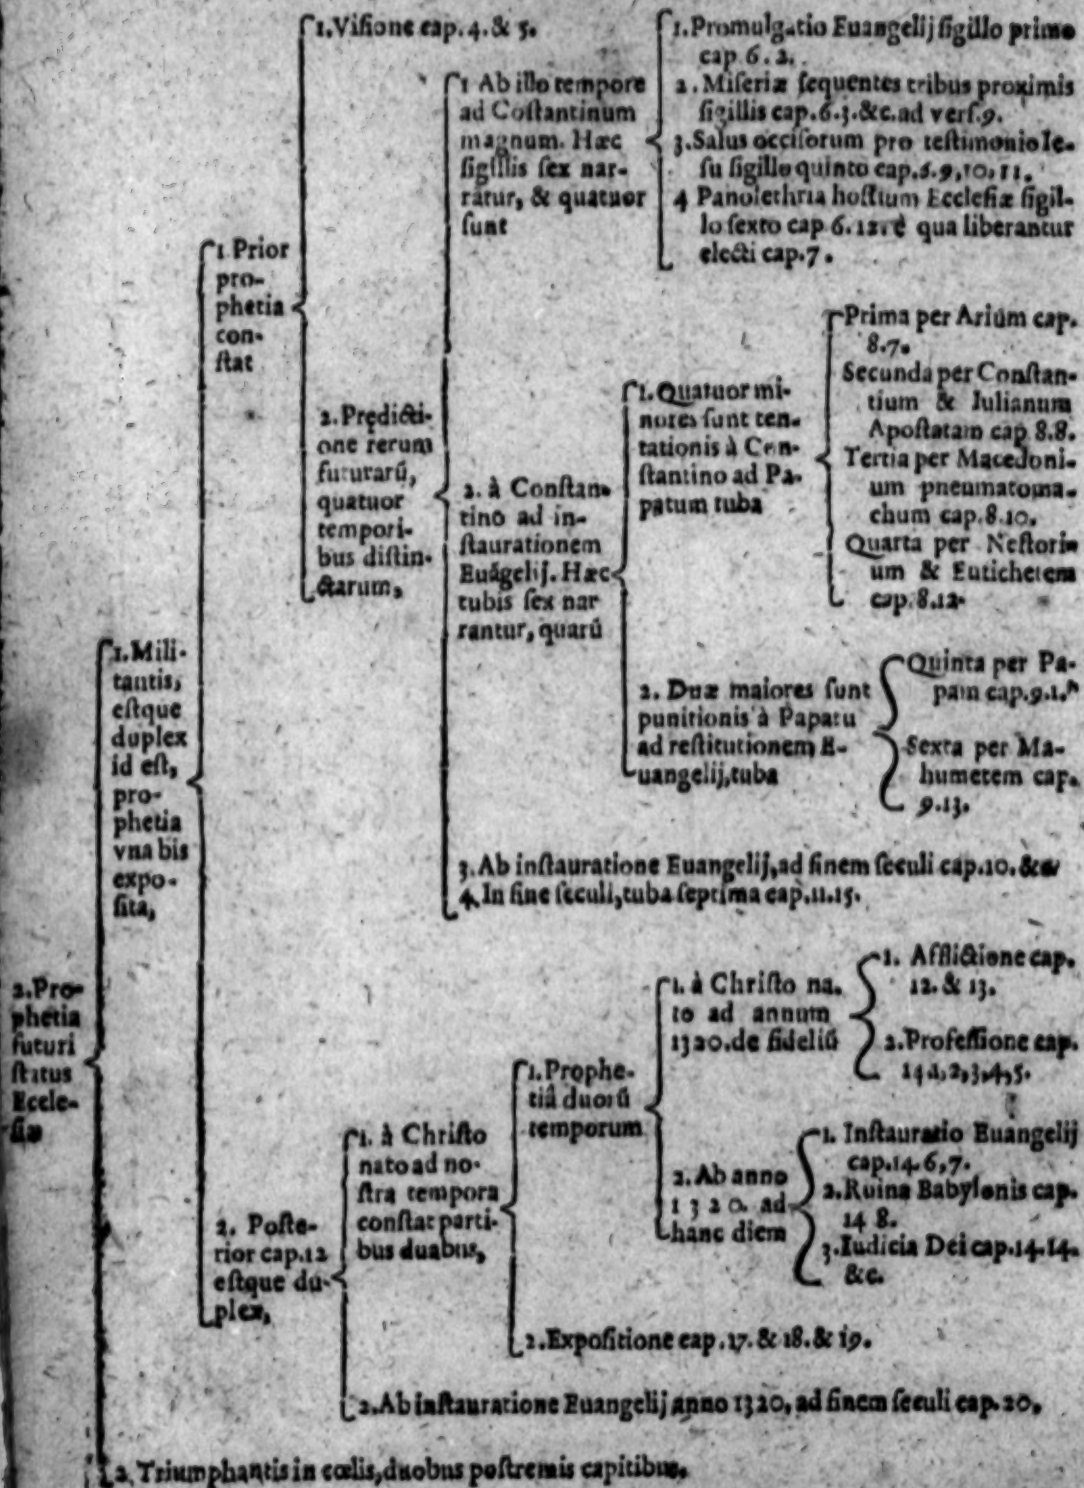 2.Pro-
phetia
futuri
status
Eccle-
siæ
1.Mili-
tantis,
estque
duplex
id est,
pro-
phetia
vna bis
expo-
sita,
1 Prior
pro-
phetia
con-
stat
1.Visione cap. 4. & 5.
2.Prędicti-
one rerum
futurarū,
quatuor
tempori-
bus distin-
ctarum,
1 Ab illo tempore
ad Cōstantinum
magnum. Hæc
sigillis sex nar-
ratur, & quatuor
sunt
1.Promulgatio Euangelij sigillo primo
cap 6. 2.
2.Miseriæ sequentes tribus proximis
sigillis cap. 6.3.&c.ad vers.9.
3.Salus occisorum pro testimonio Ie-
su sigillo quinto cap.6.9,10,11.
4 Panolethria hostium Ecclesiæ sigil-
lo sexto cap 6.12. è qua liberantur
electi cap.7.
2. à Constan-
tino ad in-
staurationem
Euāgelij. Hæc
tubis sex nar
rantur, quarū
1.Quatuor mi-
nores sunt ten-
tationis à Con-
stantino ad Pa-
patum tuba
Prima per Arium cap.
8.7.
Secunda per Constan-
tium & Iulianum
Apostatam cap 8.8.
Tertia per Macedoni-
um pneumatoma-
chum cap.8.10.
Quarta per Nestori-
um & Eutichetem
cap.8.12.
2. Duæ maiores sunt
punitionis à Papatu
ad restitutionem E-
uangelij,tuba
Quinta per Pa-
pam cap.9.1.
Sexta per Ma-
humetem cap.
9.13.
3.Ab instauratione Euangelij,ad finem seculi cap.10. &c
4.In fine seculi,tuba septima cap.11.15.
2. Poste-
rior cap.12
estque du-
plex,
1. à Christo
nato ad no-
stra tempora
constat parti-
bus duabus,
1.Prophe-
tiâ duorū
temporum
1. à Christo na-
to ad annum
1320.de fideliū
1. Afflictione cap.
12. & 13.
2.Professione cap.
14 1,2,3,4,5.
2.Ab anno
1320. ad
hanc diem
1. Instauratio Euangelij
cap.14.6,7.
2.Ruina Babylonis cap.
14 8.
3.Iudicia Dei cap.14.14.
&c.
2.Expositione cap.17. & 18. & 19.
2.Ab instauratione Euangelij anno 1320, ad finem seculi cap. 20.
2. Triumphantis in cœlis,duobus postremis capitibus.